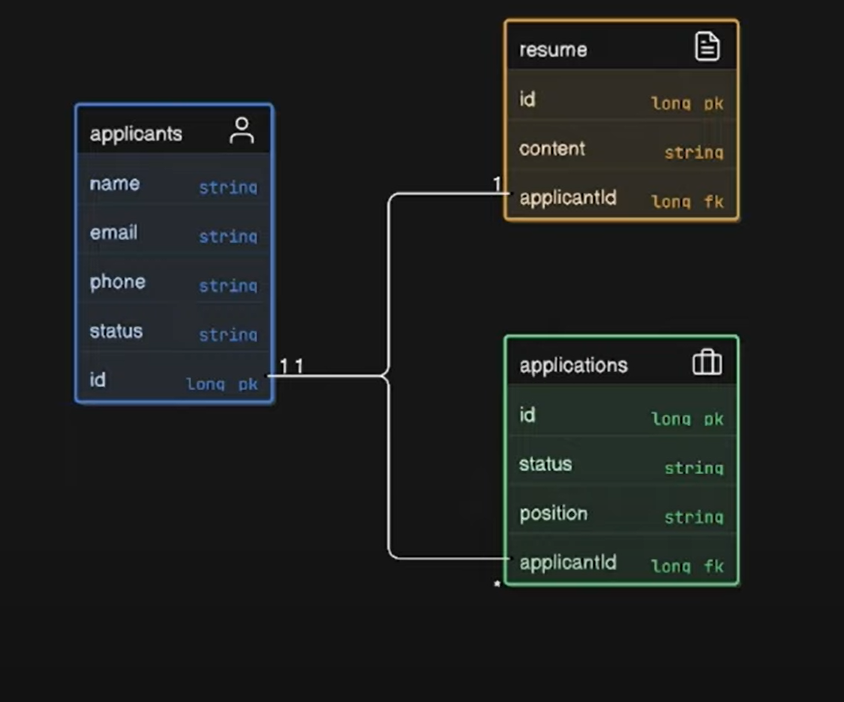 applicants
name string
email string
phone string
status string
id long pk
1 1
1
resume
id long pk
content string
applicantId long fk
applications
id long pk
status string
position string
applicantId long fk
*